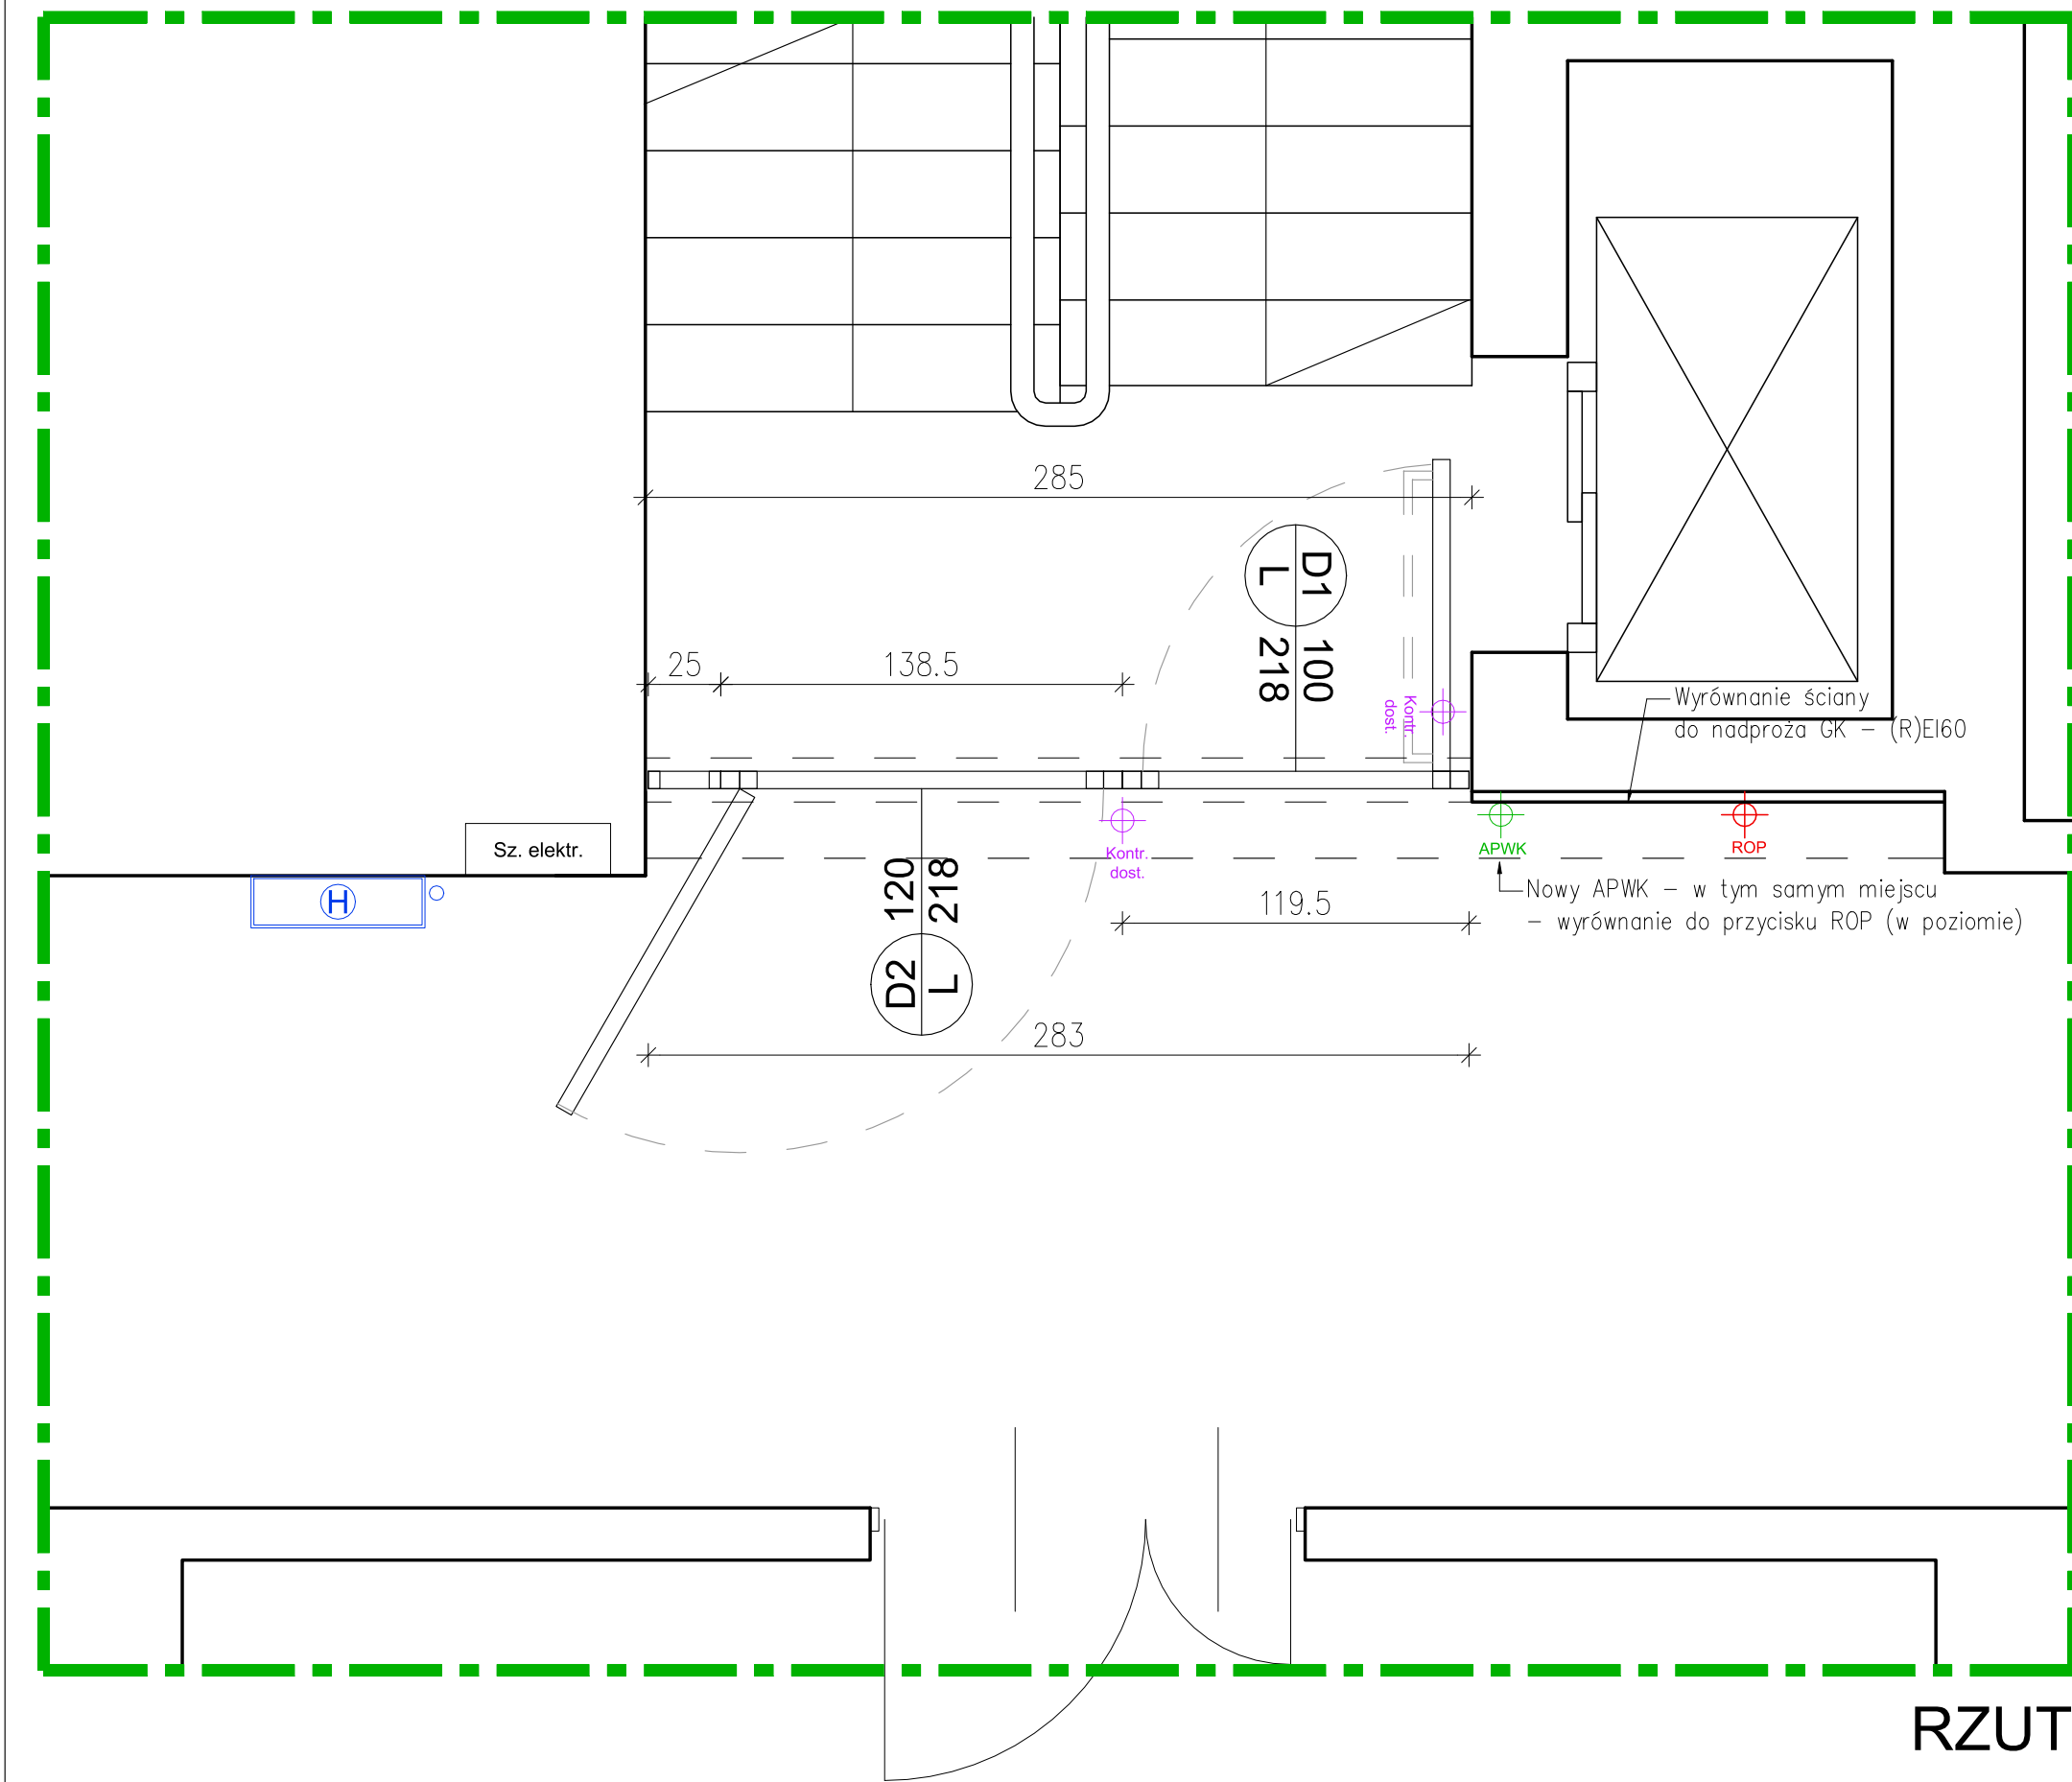 285
D1 100
L 218
25
138.5
Kontr.
dost.
Wyrównanie ściany
do nadproża GK – (R)EI60
Sz. elektr.
H
Kontr.
dost.
APWK
ROP
D2 120
L 218
119.5
Nowy APWK – w tym samym miejscu
– wyrównanie do przycisku ROP (w poziomie)
283
RZUT